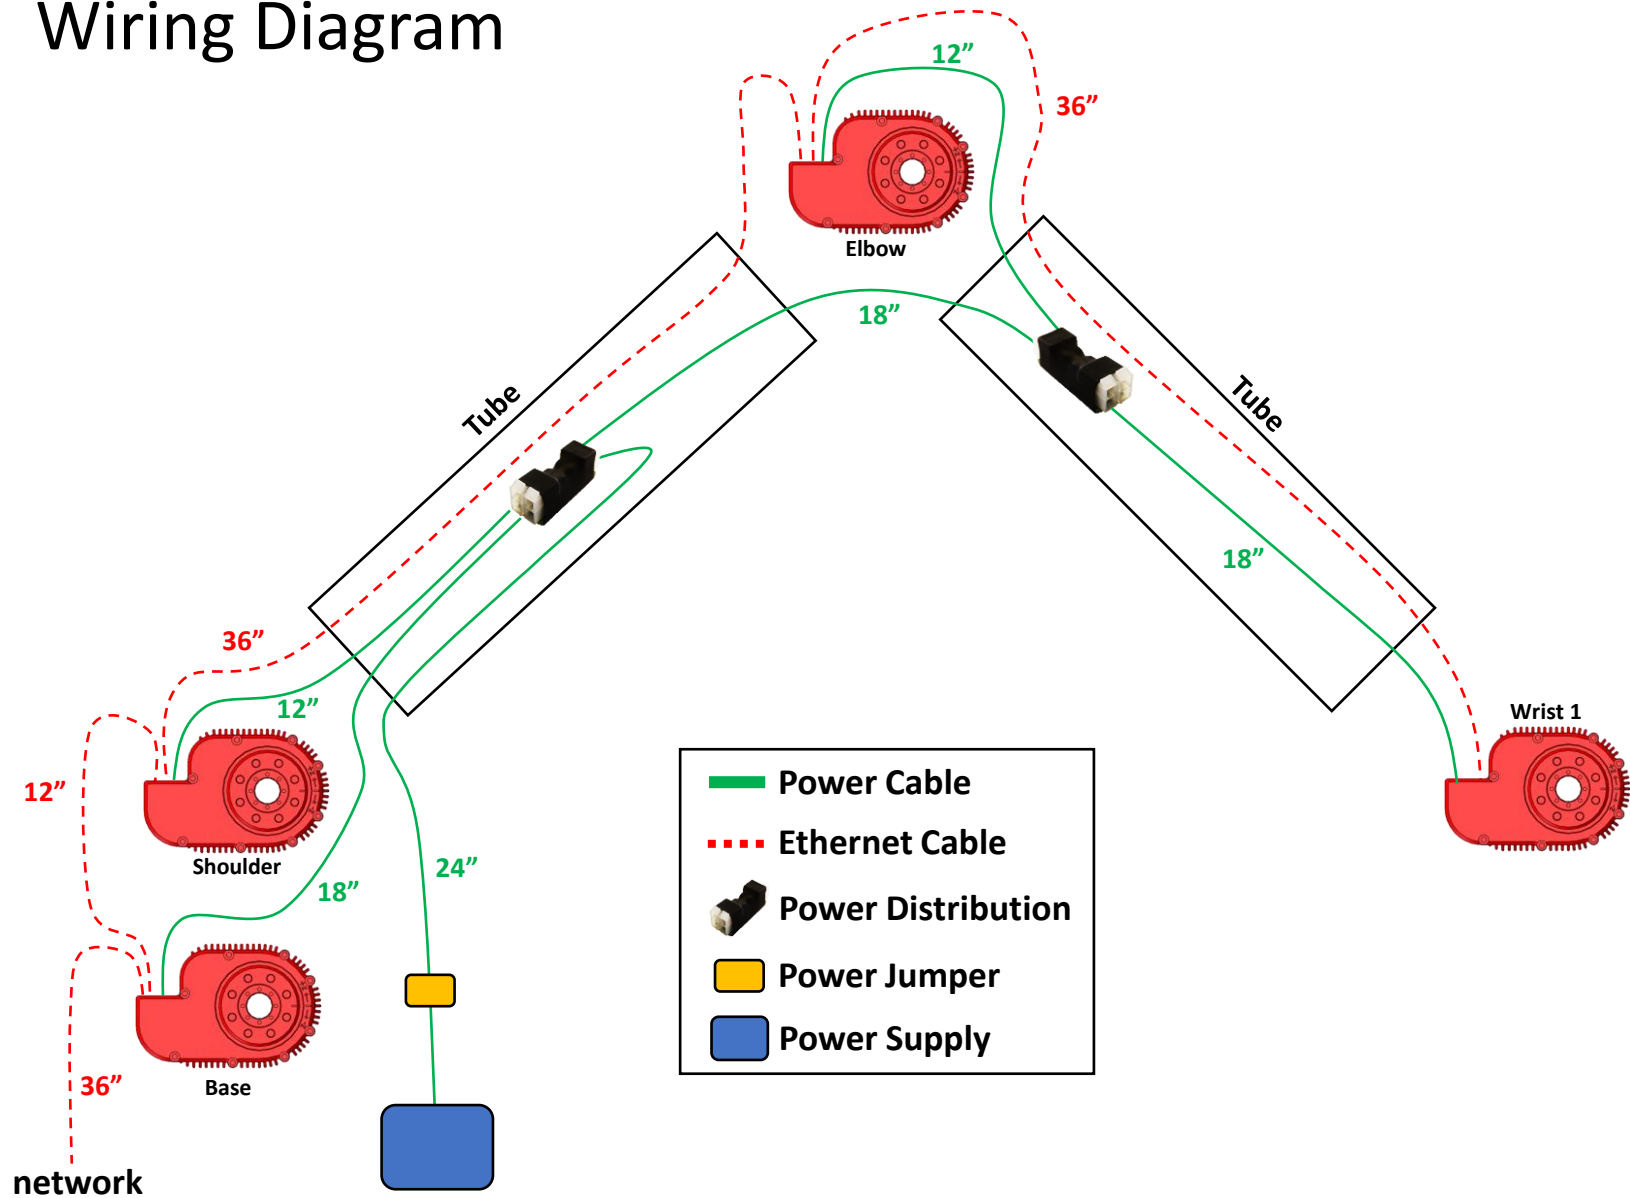 Wiring Diagram
12”
36”
Elbow
18”
Tube
Tube
18”
36”
12”
Wrist 1
12”
Shoulder
18”
24”
Power Cable
Ethernet Cable
Power Distribution
Power Jumper
Power Supply
36”
Base
network